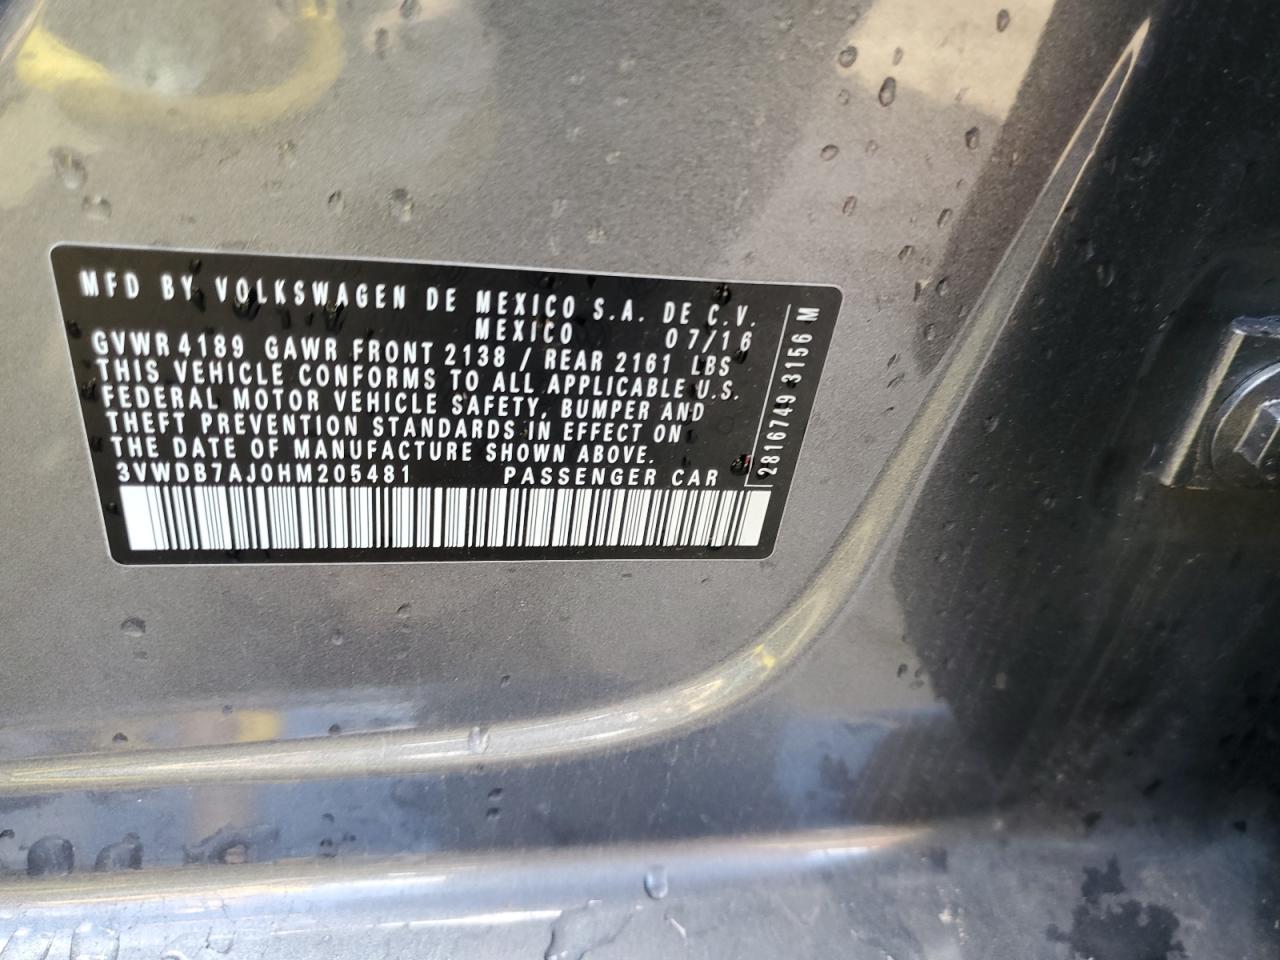 MFD BY VOLKSWAGEN DE MEXICO S.A. DE C.V.
MEXICO 07/16
GVWR 4189 GAWR FRONT 2138 / REAR 2161 LBS
THIS VEHICLE CONFORMS TO ALL APPLICABLE U.S.
FEDERAL MOTOR VEHICLE SAFETY, BUMPER AND
THEFT PREVENTION STANDARDS IN EFFECT ON
THE DATE OF MANUFACTURE SHOWN ABOVE.
3VWDB7AJ0HM205481 PASSENGER CAR
2816749 3156 M